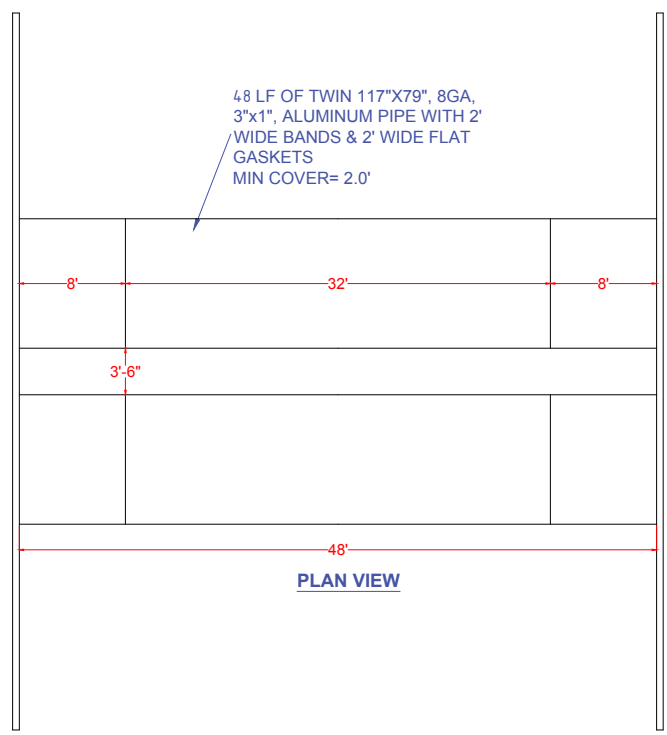 48 LF OF TWIN 117"X79", 8GA,
3"x1", ALUMINUM PIPE WITH 2'
WIDE BANDS & 2' WIDE FLAT
GASKETS
MIN COVER= 2.0'
8'
32'
8'
3'-6"
48'
PLAN VIEW